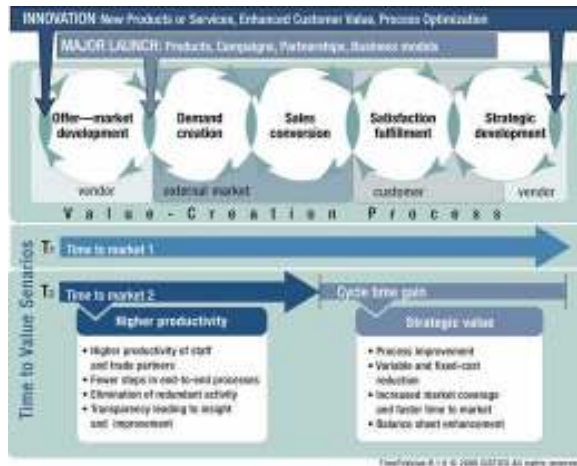 INNOVATION: New Products or Services, Enhanced Customer Value, Process Optimization
MAJOR LAUNCH: Products, Campaigns, Partnerships, Business models
Offer—market
development
Demand
creation
Sales
conversion
Satisfaction
fulfillment
Strategic
development
vendor
external market
customer
vendor
Value-Creation Process
Time to Value Senarios
T₁ Time to market 1
T₂ Time to market 2
Cycle time gain
Higher productivity
• Higher productivity of staff
and trade partners
• Fewer steps in end-to-end processes
• Elimination of redundant activity
• Transparency leading to insight
and improvement
Strategic value
• Process improvement
• Variable and fixed-cost
reduction
• Increased market coverage
and faster time to market
• Balance sheet enhancement
All rights reserved